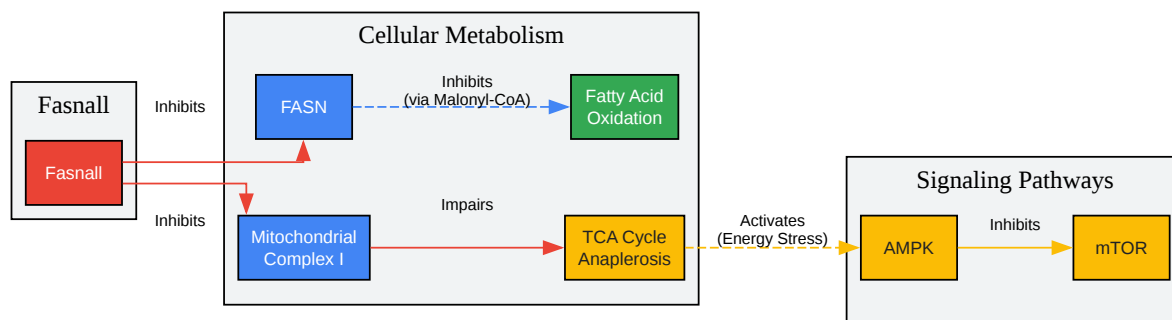 Cellular Metabolism
Fasnall
Inhibits
FASN
Inhibits
(via Malonyl-CoA)
Fatty Acid
Oxidation
Fasnall
Inhibits
Mitochondrial
Complex I
Impairs
TCA Cycle
Anaplerosis
Activates
(Energy Stress)
Signaling Pathways
AMPK
Inhibits
mTOR